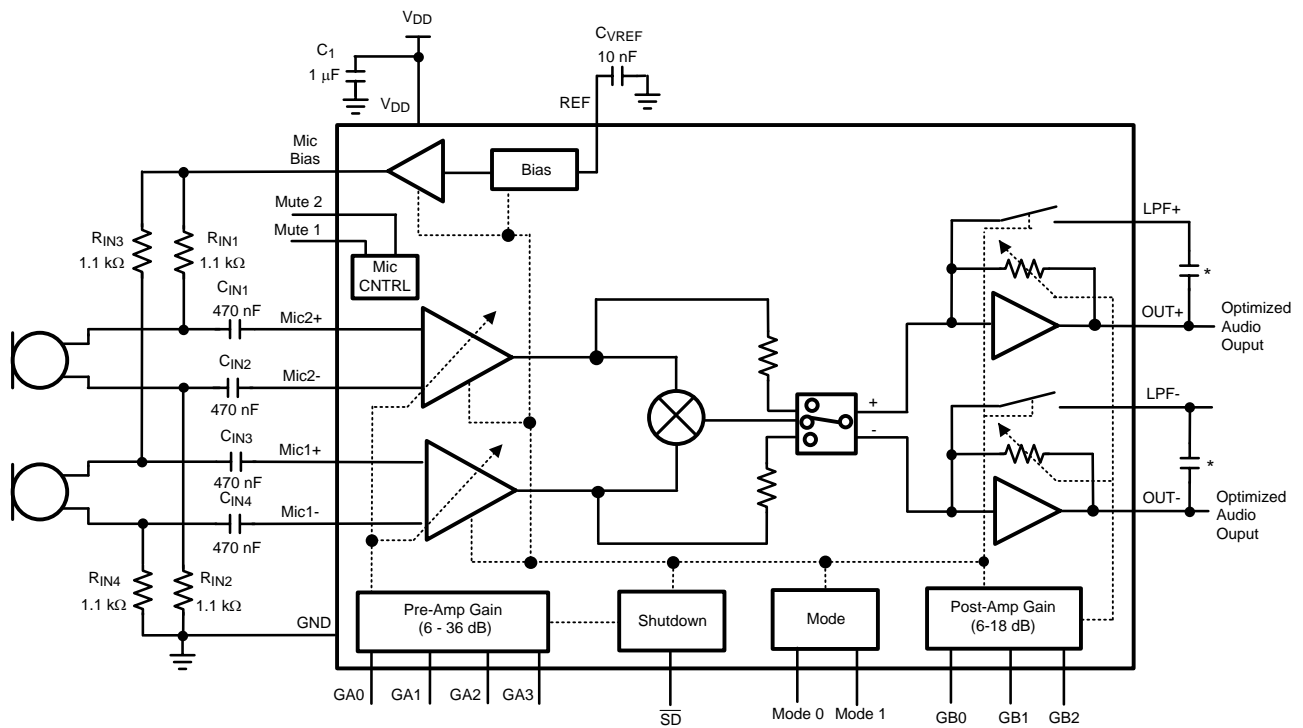 VDD
C1
1 μF
VDD
CVREF
10 nF
REF
Mic
Bias
Bias
Mute 2
Mute 1
Mic
CNTRL
RIN3
1.1 kΩ
RIN1
1.1 kΩ
CIN1
470 nF
Mic2+
CIN2
470 nF
Mic2-
CIN3
470 nF
Mic1+
CIN4
470 nF
Mic1-
RIN4
1.1 kΩ
RIN2
1.1 kΩ
GND
+
-
LPF+
*
OUT+
Optimized
Audio
Ouput
LPF-
*
OUT-
Optimized
Audio
Ouput
Pre-Amp Gain
(6 - 36 dB)
Shutdown
Mode
Post-Amp Gain
(6-18 dB)
GA0
GA1
GA2
GA3
SD
Mode 0
Mode 1
GB0
GB1
GB2